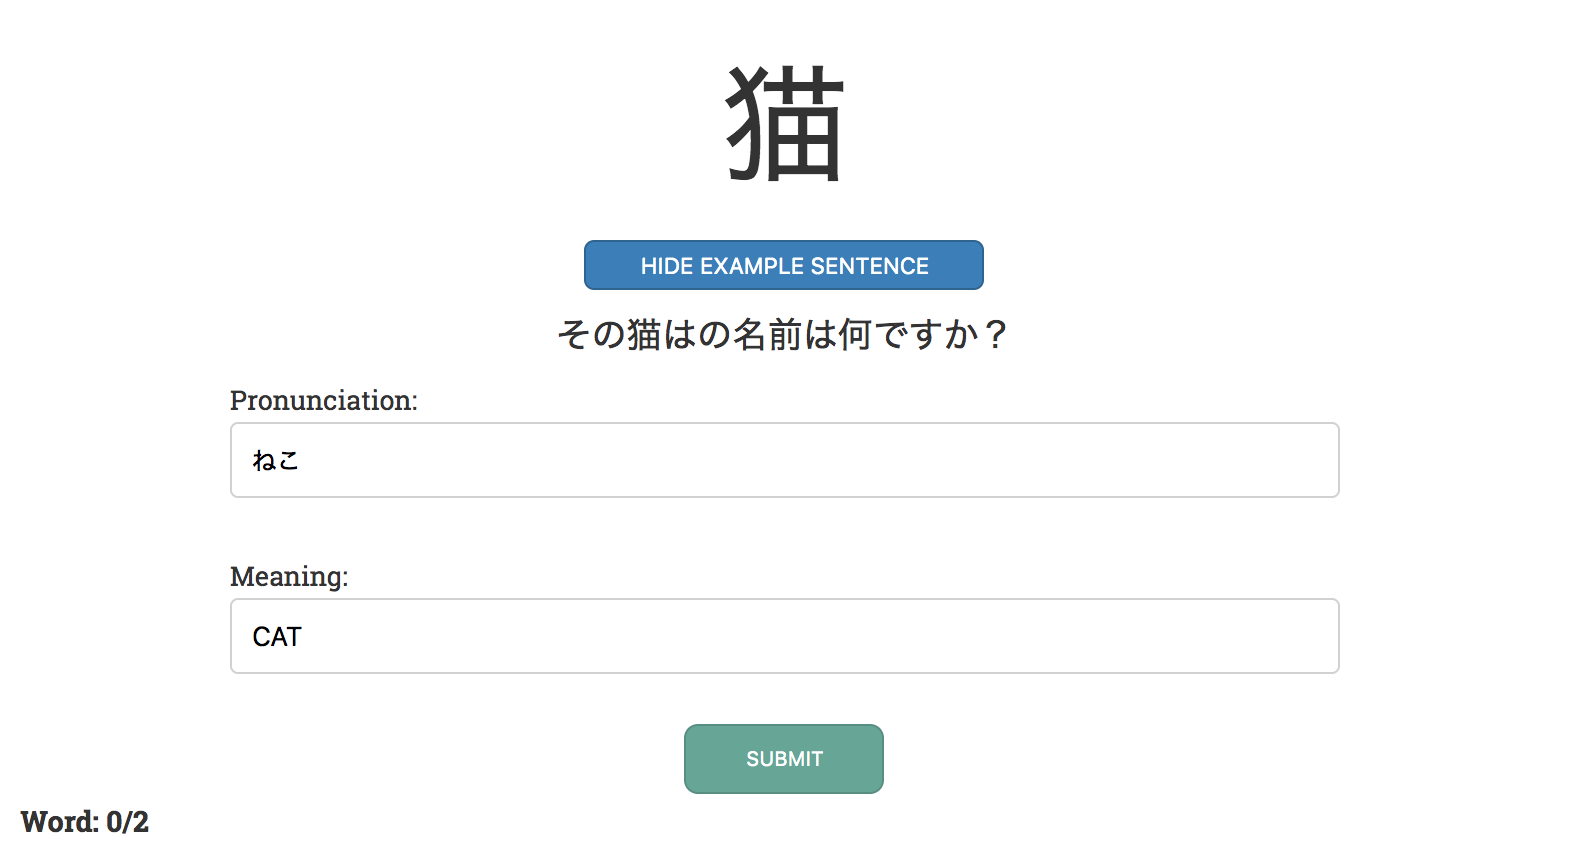 猫
HIDE EXAMPLE SENTENCE
その猫はの名前は何ですか？
Pronunciation:
ねこ
Meaning:
CAT
SUBMIT
Word: 0/2